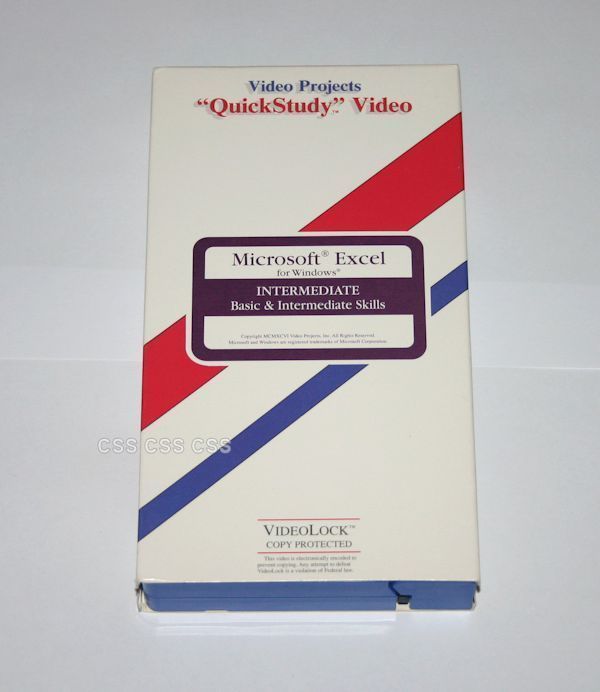 Video Projects
“QuickStudy”™ Video
Microsoft® Excel
for Windows®
INTERMEDIATE
Basic & Intermediate Skills
Copyright MCMXCVI Video Projects, Inc. All Rights Reserved.
Microsoft and Windows are registered trademarks of Microsoft Corporation.
CSS CSS CSS
VIDEOLOCK™
COPY PROTECTED
This video is electronically encoded to
prevent copying. Any attempt to defeat
VideoLock is a violation of Federal law.